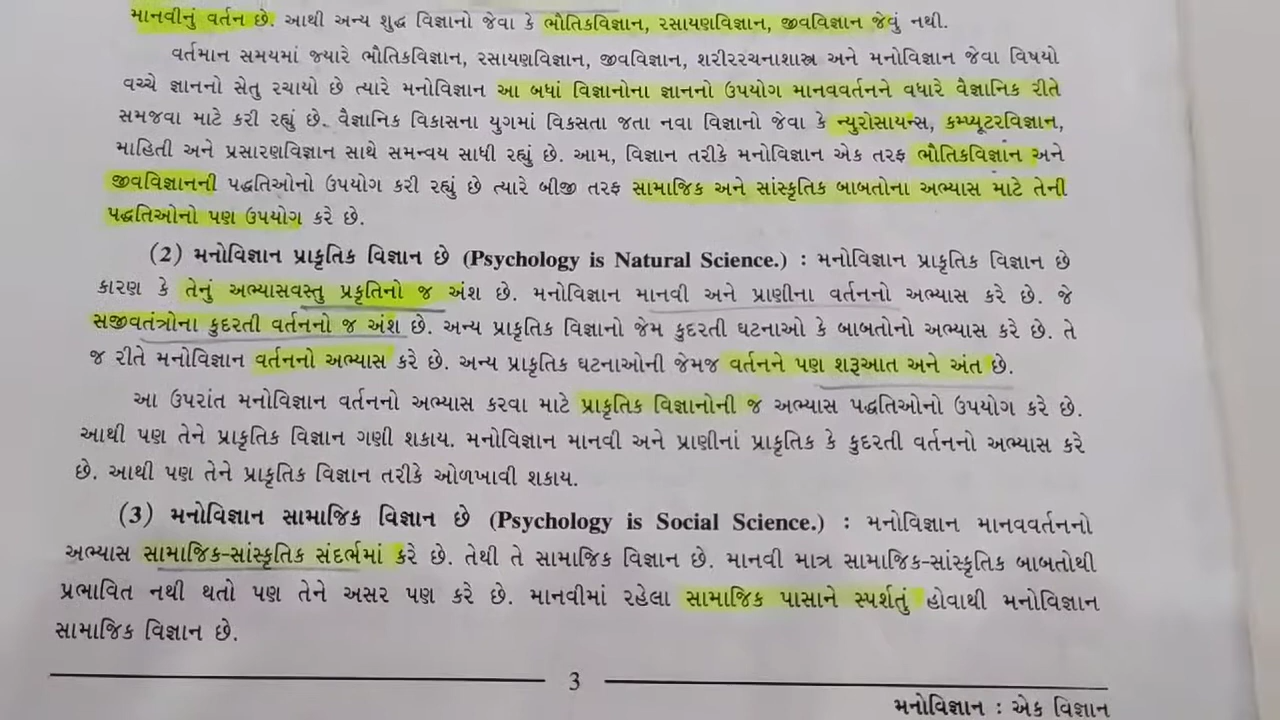 માનવીનું વર્તન છે. આથી અન્ય શુદ્ધ વિજ્ઞાનો જેવા કે ભૌતિકવિજ્ઞાન, રસાયણવિજ્ઞાન, જીવવિજ્ઞાન જેવું નથી.
વર્તમાન સમયમાં જ્યારે ભૌતિકવિજ્ઞાન, રસાયણવિજ્ઞાન, જીવવિજ્ઞાન, શરીરરચનાશાસ્ત્ર અને મનોવિજ્ઞાન જેવા વિષયો
વચ્ચે જ્ઞાનનો સેતુ રચાયો છે ત્યારે મનોવિજ્ઞાન આ બધાં વિજ્ઞાનોના જ્ઞાનનો ઉપયોગ માનવવર્તનને વધારે વૈજ્ઞાનિક રીતે
સમજવા માટે કરી રહ્યું છે. વૈજ્ઞાનિક વિકાસના યુગમાં વિકસતા જતા નવા વિજ્ઞાનો જેવા કે ન્યુરોસાયન્સ, કમ્પ્યૂટરવિજ્ઞાન,
માહિતી અને પ્રસારણવિજ્ઞાન સાથે સમન્વય સાધી રહ્યું છે. આમ, વિજ્ઞાન તરીકે મનોવિજ્ઞાન એક તરફ ભૌતિકવિજ્ઞાન અને
જીવવિજ્ઞાનની પદ્ધતિઓનો ઉપયોગ કરી રહ્યું છે ત્યારે બીજી તરફ સામાજિક અને સાંસ્કૃતિક બાબતોના અભ્યાસ માટે તેની
પદ્ધતિઓનો પણ ઉપયોગ કરે છે.
(2) મનોવિજ્ઞાન પ્રાકૃતિક વિજ્ઞાન છે (Psychology is Natural Science.) : મનોવિજ્ઞાન પ્રાકૃતિક વિજ્ઞાન છે
કારણ કે તેનું અભ્યાસવસ્તુ પ્રકૃતિનો જ અંશ છે. મનોવિજ્ઞાન માનવી અને પ્રાણીના વર્તનનો અભ્યાસ કરે છે. જે
સજીવતંત્રોના કુદરતી વર્તનનો જ અંશ છે. અન્ય પ્રાકૃતિક વિજ્ઞાનો જેમ કુદરતી ઘટનાઓ કે બાબતોનો અભ્યાસ કરે છે. તે
જ રીતે મનોવિજ્ઞાન વર્તનનો અભ્યાસ કરે છે. અન્ય પ્રાકૃતિક ઘટનાઓની જેમજ વર્તનને પણ શરૂઆત અને અંત છે.
આ ઉપરાંત મનોવિજ્ઞાન વર્તનનો અભ્યાસ કરવા માટે પ્રાકૃતિક વિજ્ઞાનોની જ અભ્યાસ પદ્ધતિઓનો ઉપયોગ કરે છે.
આથી પણ તેને પ્રાકૃતિક વિજ્ઞાન ગણી શકાય. મનોવિજ્ઞાન માનવી અને પ્રાણીનાં પ્રાકૃતિક કે કુદરતી વર્તનનો અભ્યાસ કરે
છે. આથી પણ તેને પ્રાકૃતિક વિજ્ઞાન તરીકે ઓળખાવી શકાય.
(3) મનોવિજ્ઞાન સામાજિક વિજ્ઞાન છે (Psychology is Social Science.) : મનોવિજ્ઞાન માનવવર્તનનો
અભ્યાસ સામાજિક-સાંસ્કૃતિક સંદર્ભમાં કરે છે. તેથી તે સામાજિક વિજ્ઞાન છે. માનવી માત્ર સામાજિક-સાંસ્કૃતિક બાબતોથી
પ્રભાવિત નથી થતો પણ તેને અસર પણ કરે છે. માનવીમાં રહેલા સામાજિક પાસાને સ્પર્શતું હોવાથી મનોવિજ્ઞાન
સામાજિક વિજ્ઞાન છે.
3
મનોવિજ્ઞાન : એક વિજ્ઞાન